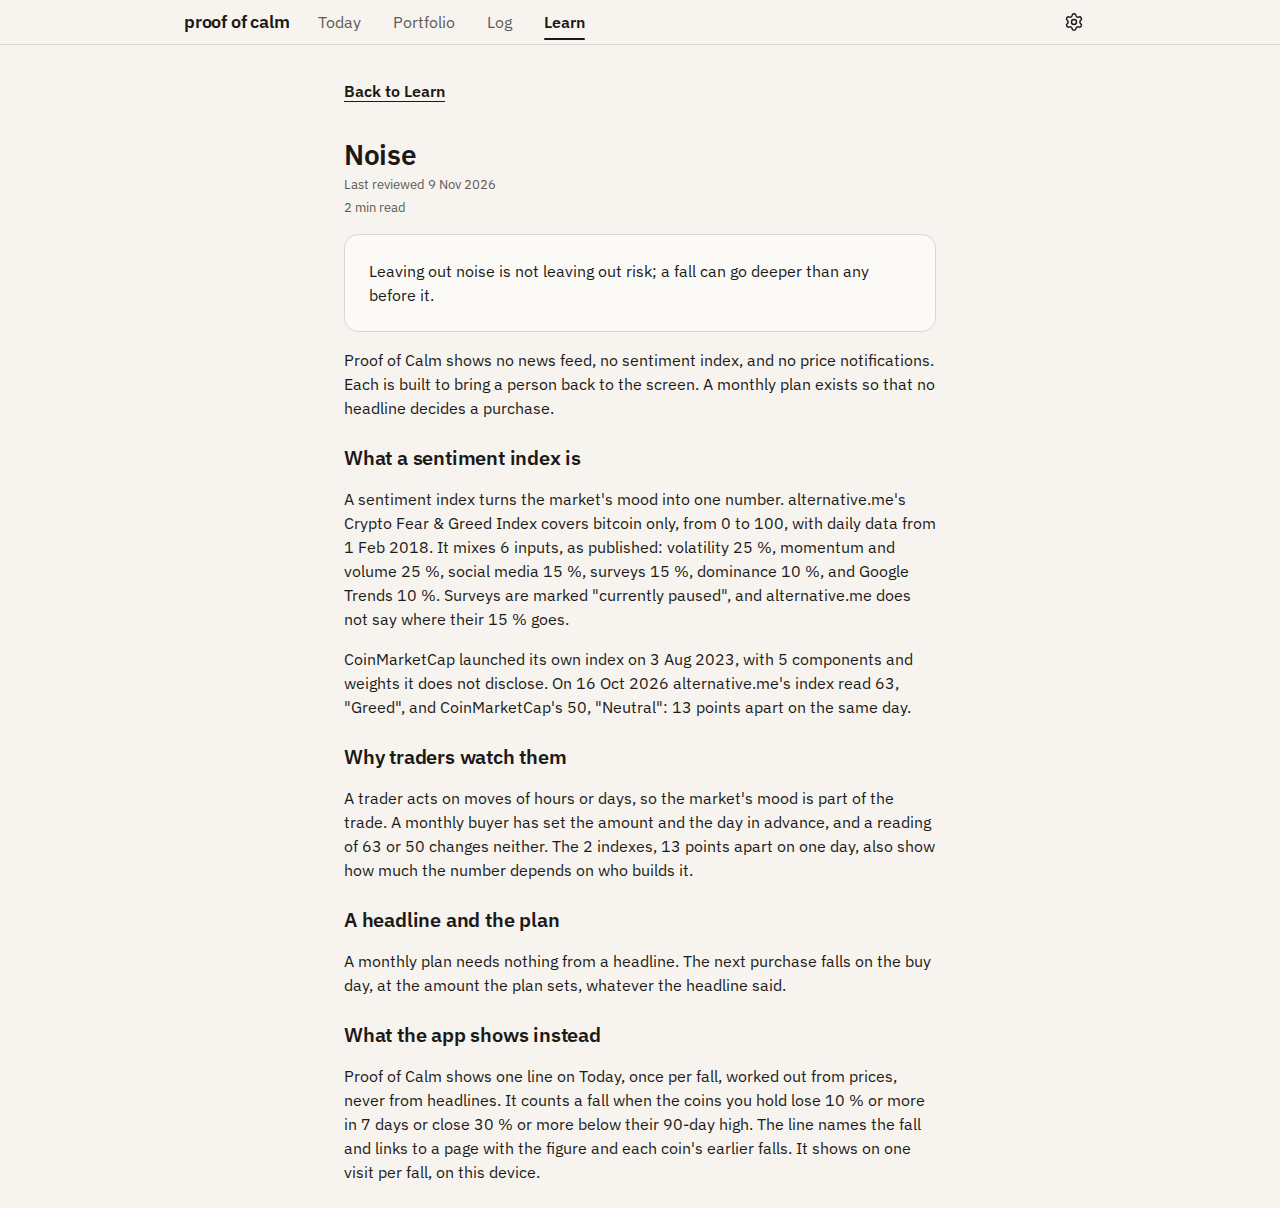 proof of calm Today Portfolio Log Learn
Back to Learn
Noise
Last reviewed 9 Nov 2026
2 min read
Leaving out noise is not leaving out risk; a fall can go deeper than any
before it.
Proof of Calm shows no news feed, no sentiment index, and no price notifications.
Each is built to bring a person back to the screen. A monthly plan exists so that no
headline decides a purchase.
What a sentiment index is
A sentiment index turns the market's mood into one number. alternative.me's
Crypto Fear & Greed Index covers bitcoin only, from 0 to 100, with daily data from
1 Feb 2018. It mixes 6 inputs, as published: volatility 25 %, momentum and
volume 25 %, social media 15 %, surveys 15 %, dominance 10 %, and Google
Trends 10 %. Surveys are marked "currently paused", and alternative.me does
not say where their 15 % goes.
CoinMarketCap launched its own index on 3 Aug 2023, with 5 components and
weights it does not disclose. On 16 Oct 2026 alternative.me's index read 63,
"Greed", and CoinMarketCap's 50, "Neutral": 13 points apart on the same day.
Why traders watch them
A trader acts on moves of hours or days, so the market's mood is part of the
trade. A monthly buyer has set the amount and the day in advance, and a reading
of 63 or 50 changes neither. The 2 indexes, 13 points apart on one day, also show
how much the number depends on who builds it.
A headline and the plan
A monthly plan needs nothing from a headline. The next purchase falls on the buy
day, at the amount the plan sets, whatever the headline said.
What the app shows instead
Proof of Calm shows one line on Today, once per fall, worked out from prices,
never from headlines. It counts a fall when the coins you hold lose 10 % or more
in 7 days or close 30 % or more below their 90-day high. The line names the fall
and links to a page with the figure and each coin's earlier falls. It shows on one
visit per fall, on this device.